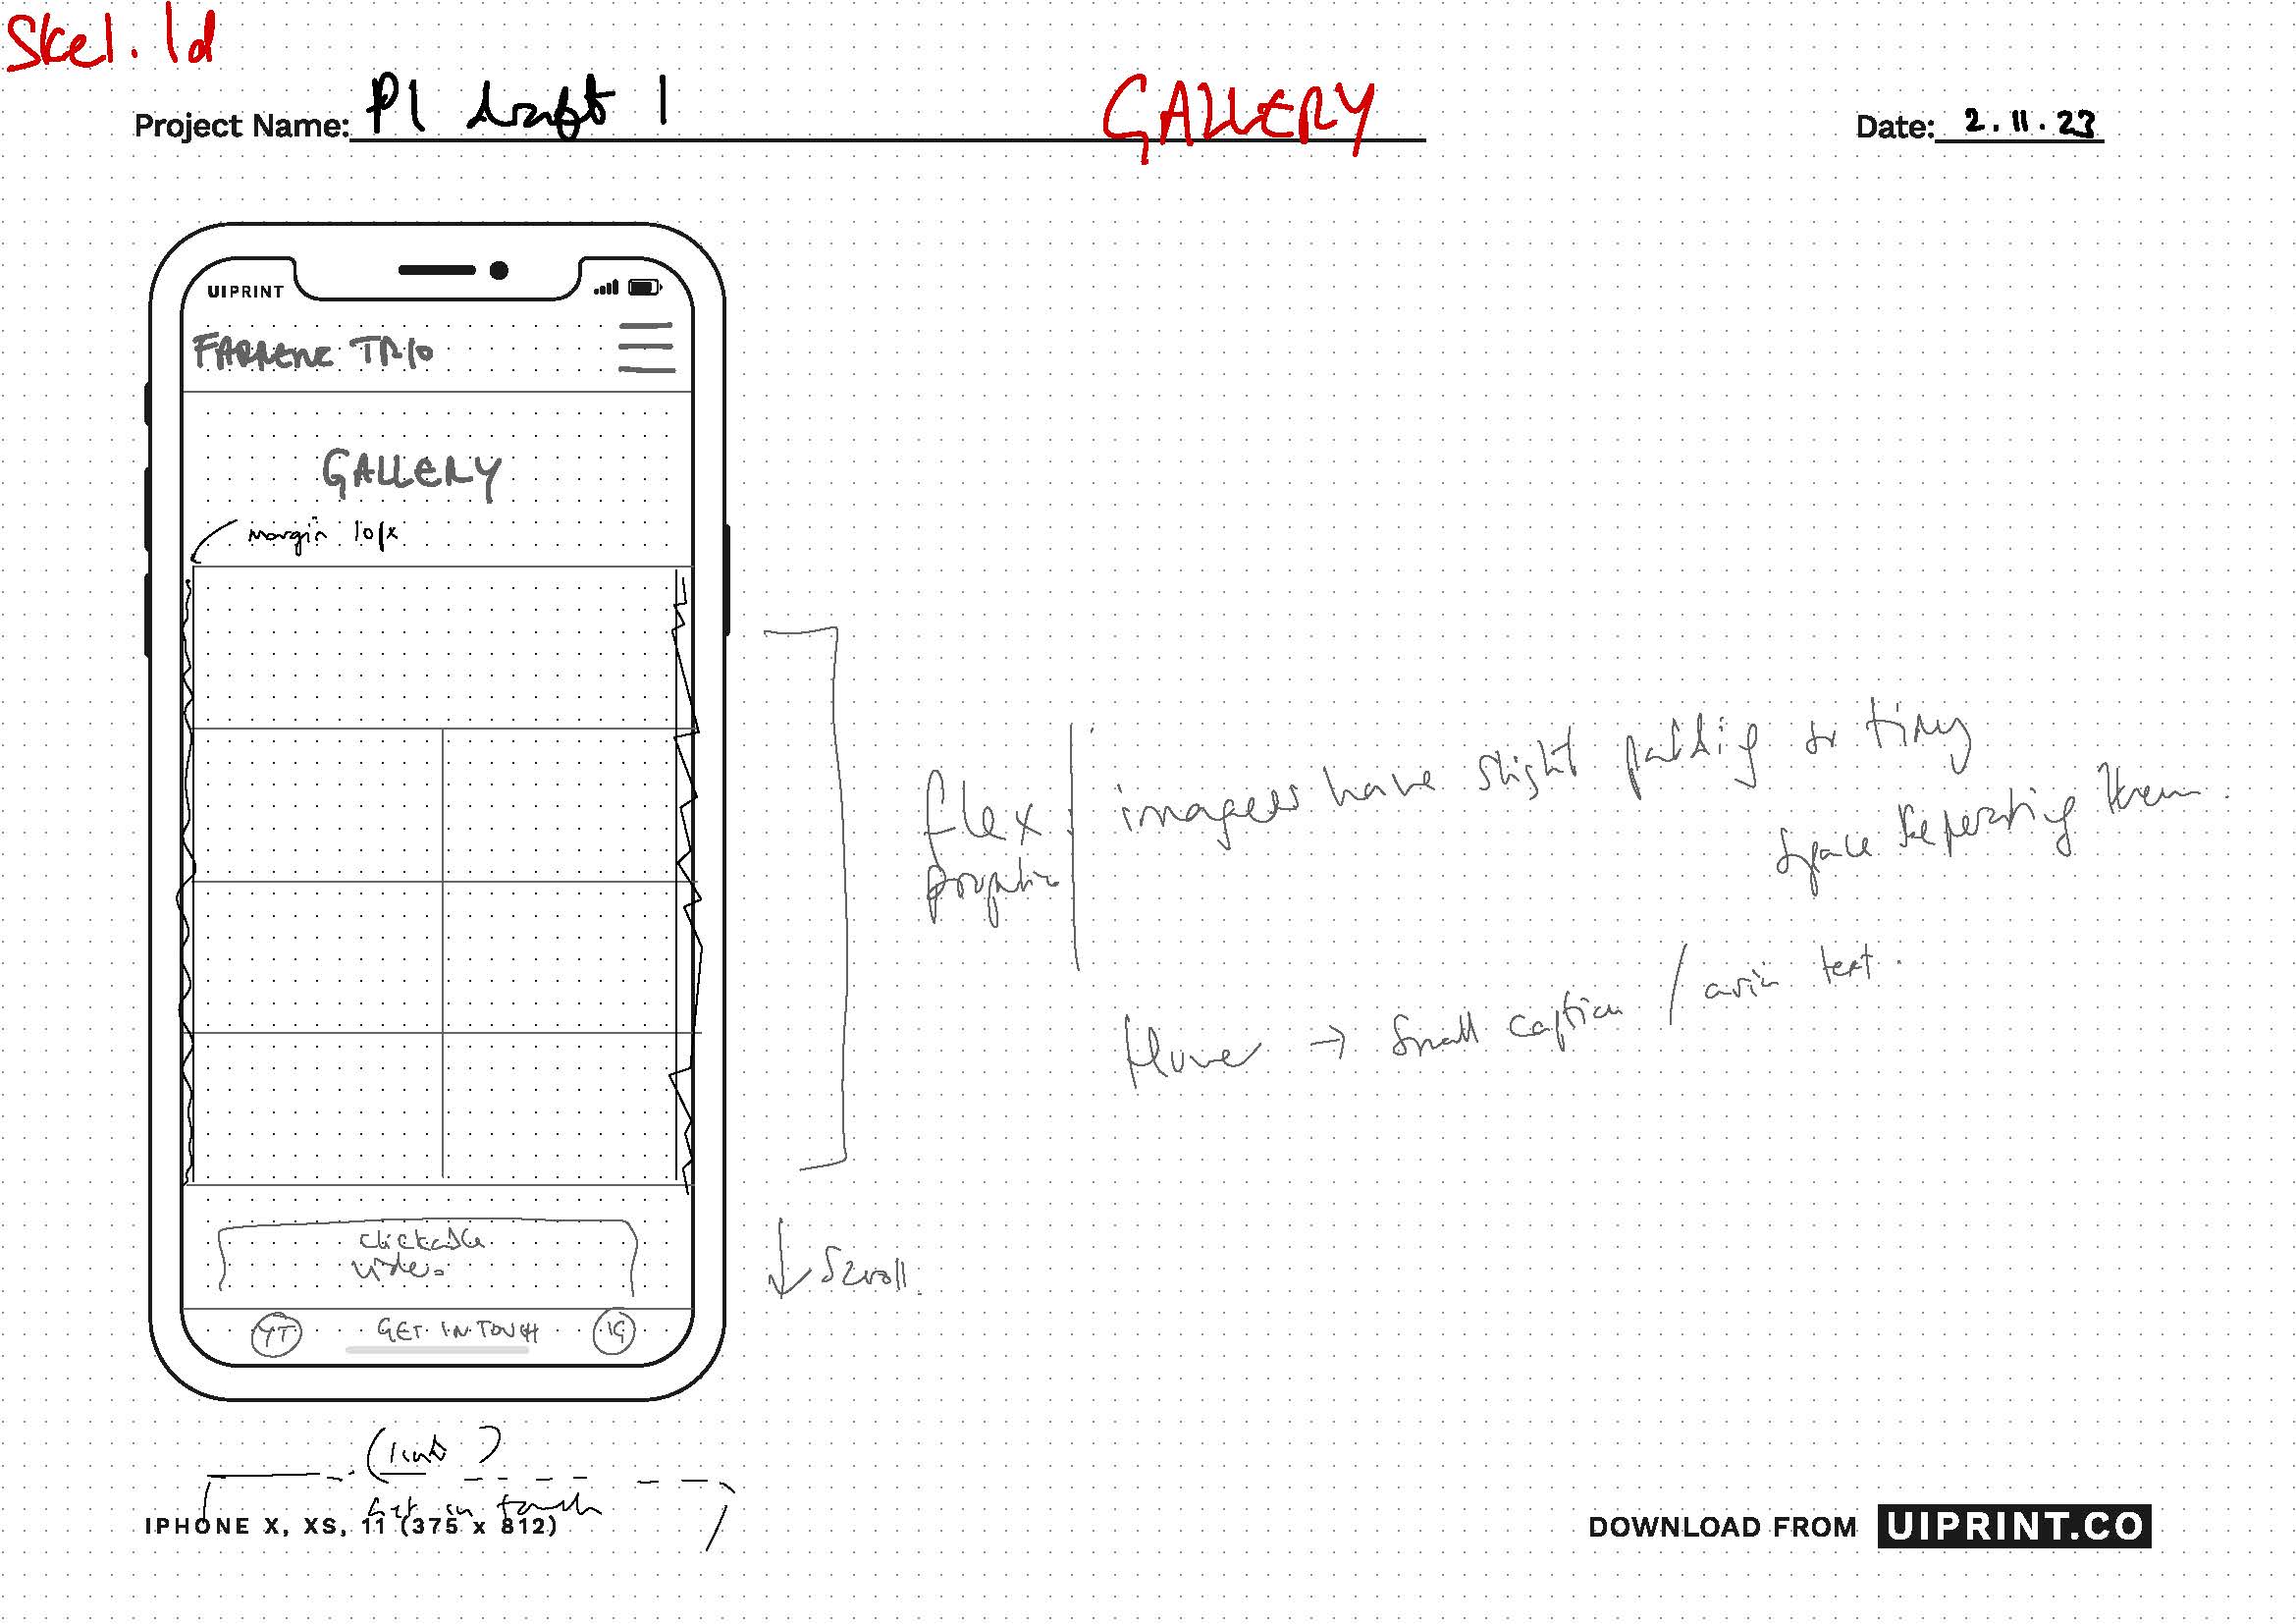 Skel. 1d
Project Name: P1 draft 1
GALLERY
Date: 2.11.23
UIPRINT
FARRENC TRIO
GALLERY
margin 10px
flex
images have slight padding or tiny
space seperating them.
Hover → Small caption / aria text.
clickable
video
↓ Scroll.
YT
GET IN TOUCH
IG
Get in touch
IPHONE X, XS, 11 (375 x 812)
DOWNLOAD FROM UIPRINT.CO